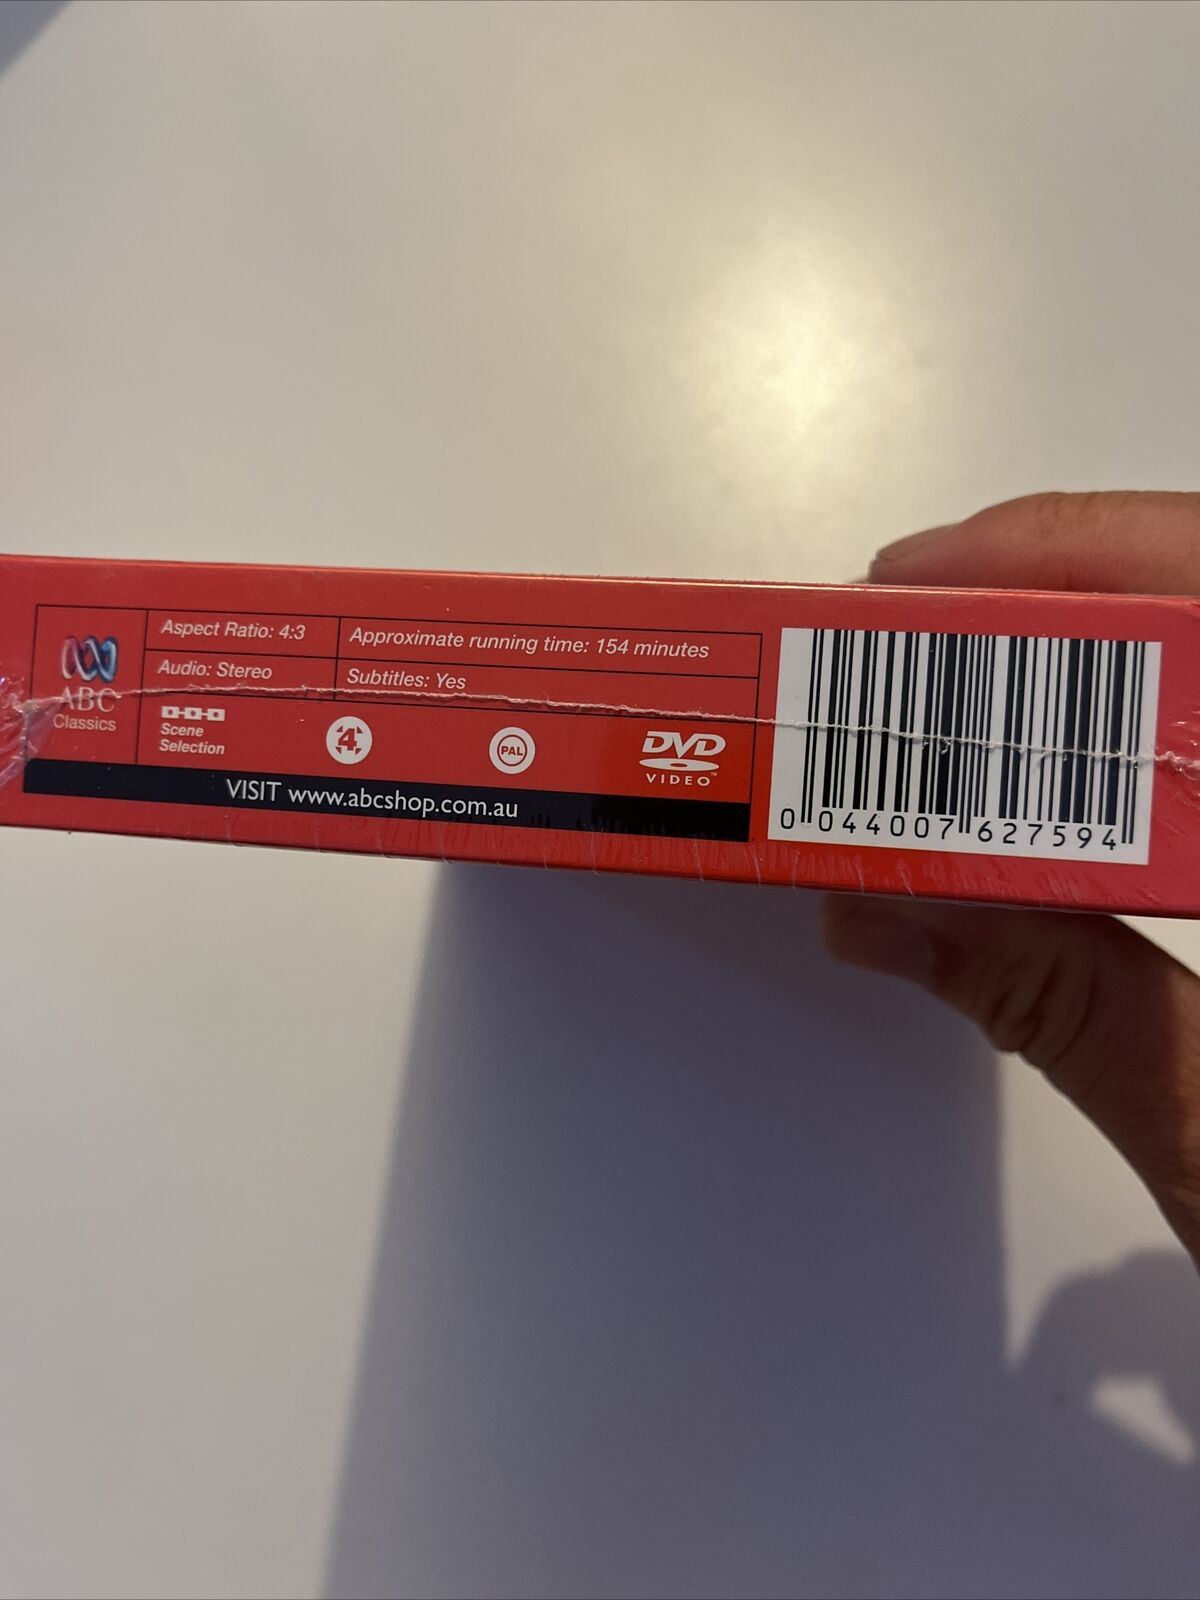 ABC
Classics
Aspect Ratio: 4:3
Approximate running time: 154 minutes
Audio: Stereo
Subtitles: Yes
Scene
Selection
4
PAL
DVD
VIDEO™
VISIT www.abcshop.com.au
0 044007 627594